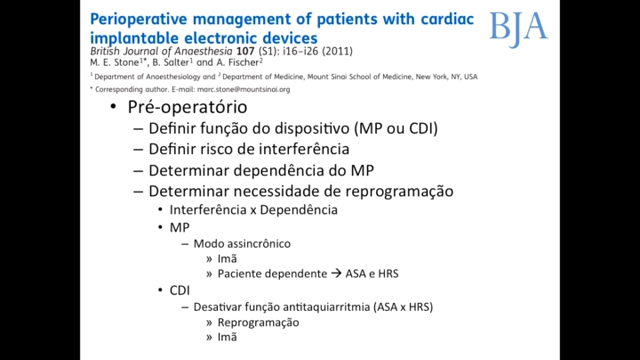 Perioperative management of patients with cardiac
implantable electronic devices
BJA
British Journal of Anaesthesia 107 (S1): i16–i26 (2011)
M. E. Stone1*, B. Salter2 and A. Fischer2
1 Department of Anaesthesiology and 2 Department of Medicine, Mount Sinai School of Medicine, New York, NY, USA
* Corresponding author. E-mail: marc.stone@mountsinai.org
• Pré-operatório
– Definir função do dispositivo (MP ou CDI)
– Definir risco de interferência
– Determinar dependência do MP
– Determinar necessidade de reprogramação
• Interferência x Dependência
• MP
– Modo assincrônico
» Imã
» Paciente dependente → ASA e HRS
• CDI
– Desativar função antitaquiarritmia (ASA x HRS)
» Reprogramação
» Imã